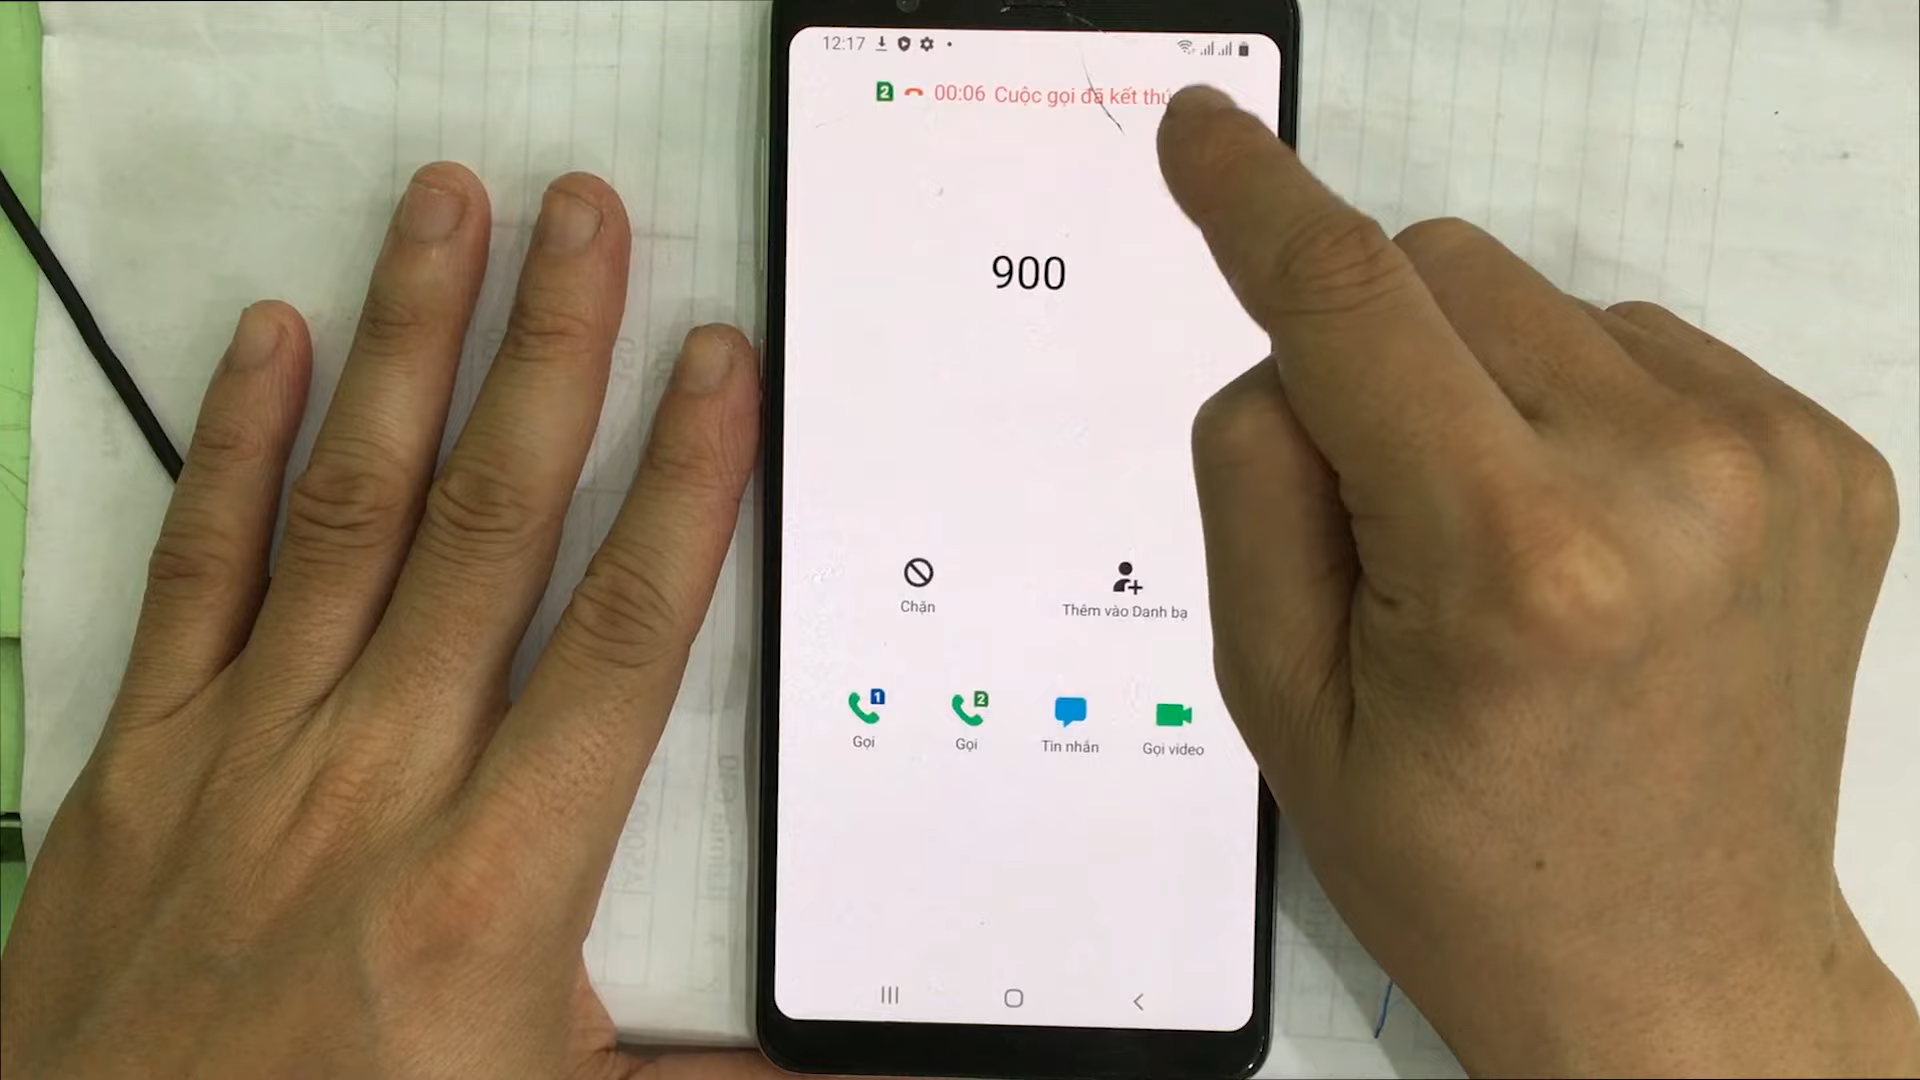 12:17
2 00:06 Cuộc gọi đã kết
900
Chặn
Thêm vào Danh bạ
1
2
Gọi
Gọi
Tin nhắn
Gọi video